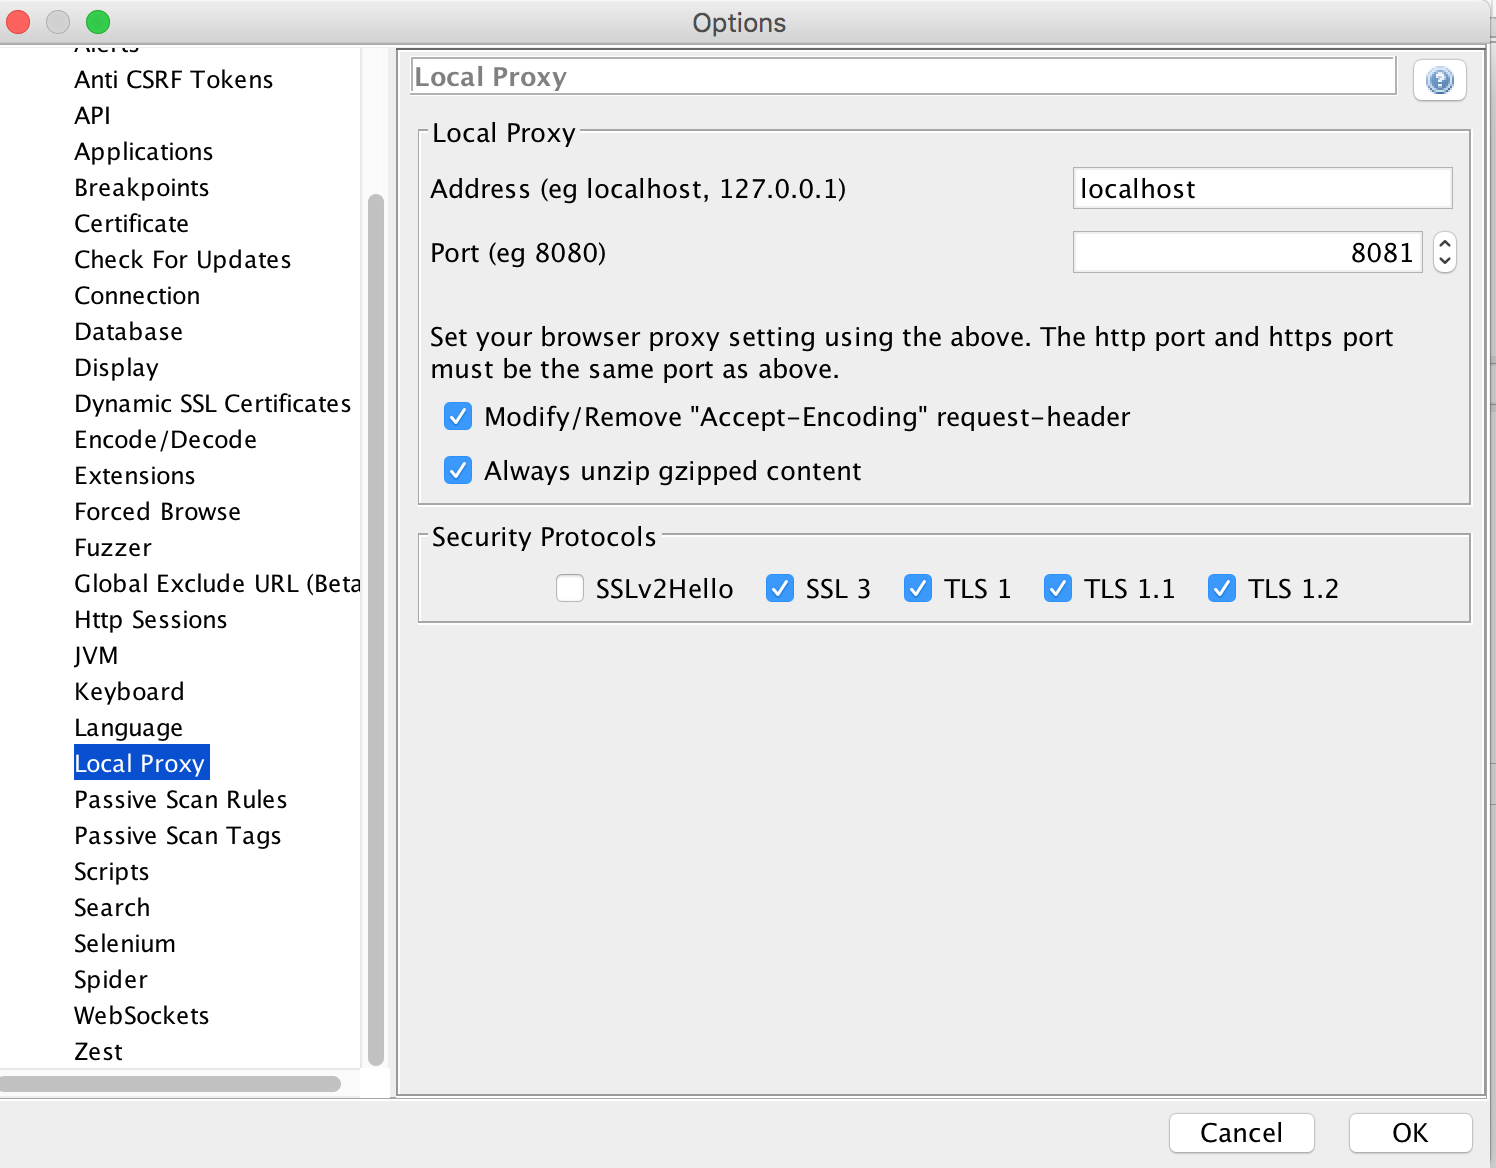 Options
Alerts
Anti CSRF Tokens
API
Applications
Breakpoints
Certificate
Check For Updates
Connection
Database
Display
Dynamic SSL Certificates
Encode/Decode
Extensions
Forced Browse
Fuzzer
Global Exclude URL (Beta
Http Sessions
JVM
Keyboard
Language
Local Proxy
Passive Scan Rules
Passive Scan Tags
Scripts
Search
Selenium
Spider
WebSockets
Zest
Local Proxy
?
Local Proxy
Address (eg localhost, 127.0.0.1)
localhost
Port (eg 8080)
8081
Set your browser proxy setting using the above. The http port and https port
must be the same port as above.
Modify/Remove "Accept-Encoding" request-header
Always unzip gzipped content
Security Protocols
SSLv2Hello SSL 3 TLS 1 TLS 1.1 TLS 1.2
Cancel OK